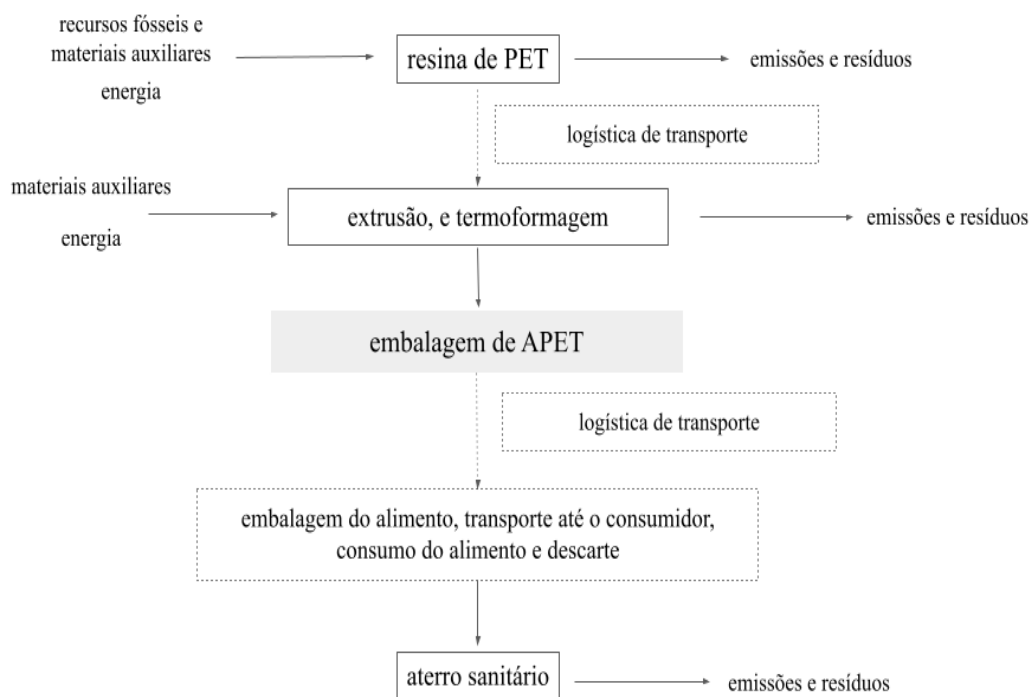 recursos fósseis e
materiais auxiliares
energia
resina de PET
emissões e resíduos
logística de transporte
materiais auxiliares
energia
extrusão, e termoformagem
emissões e resíduos
embalagem de APET
logística de transporte
embalagem do alimento, transporte até o consumidor,
consumo do alimento e descarte
aterro sanitário
emissões e resíduos